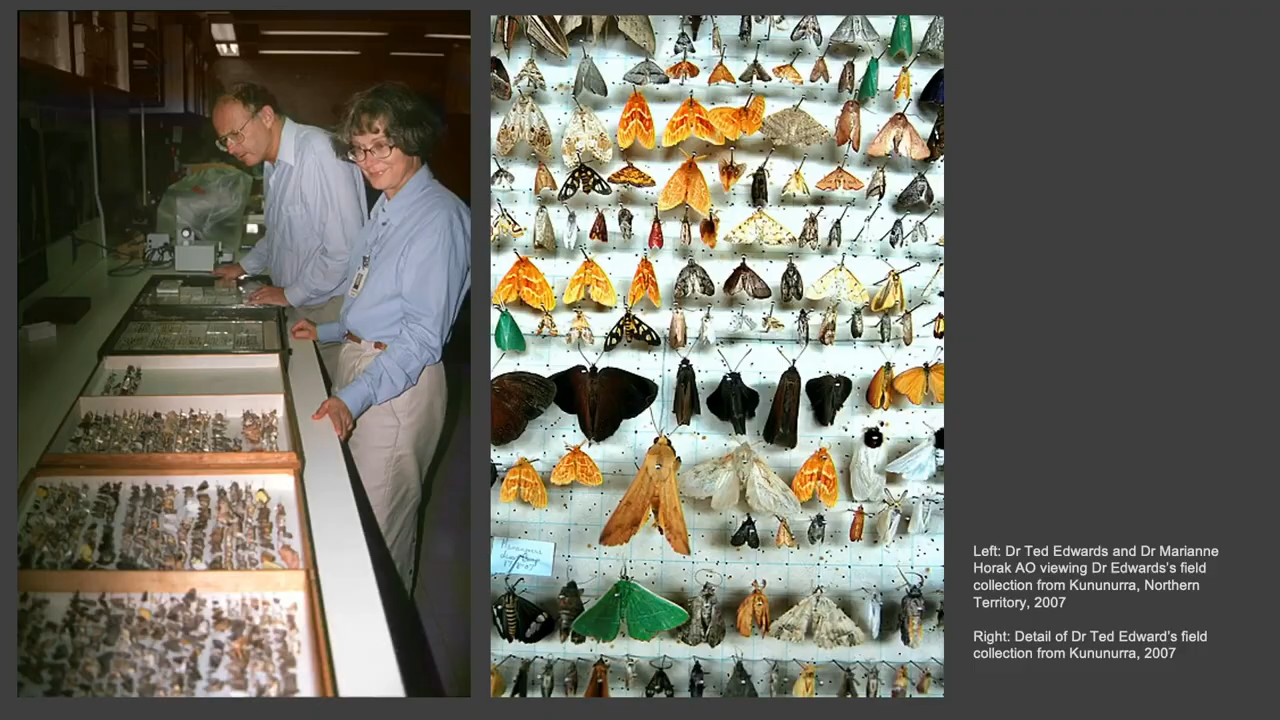 Left: Dr Ted Edwards and Dr Marianne
Horak AO viewing Dr Edwards's field
collection from Kununurra, Northern
Territory, 2007
Right: Detail of Dr Ted Edward's field
collection from Kununurra, 2007